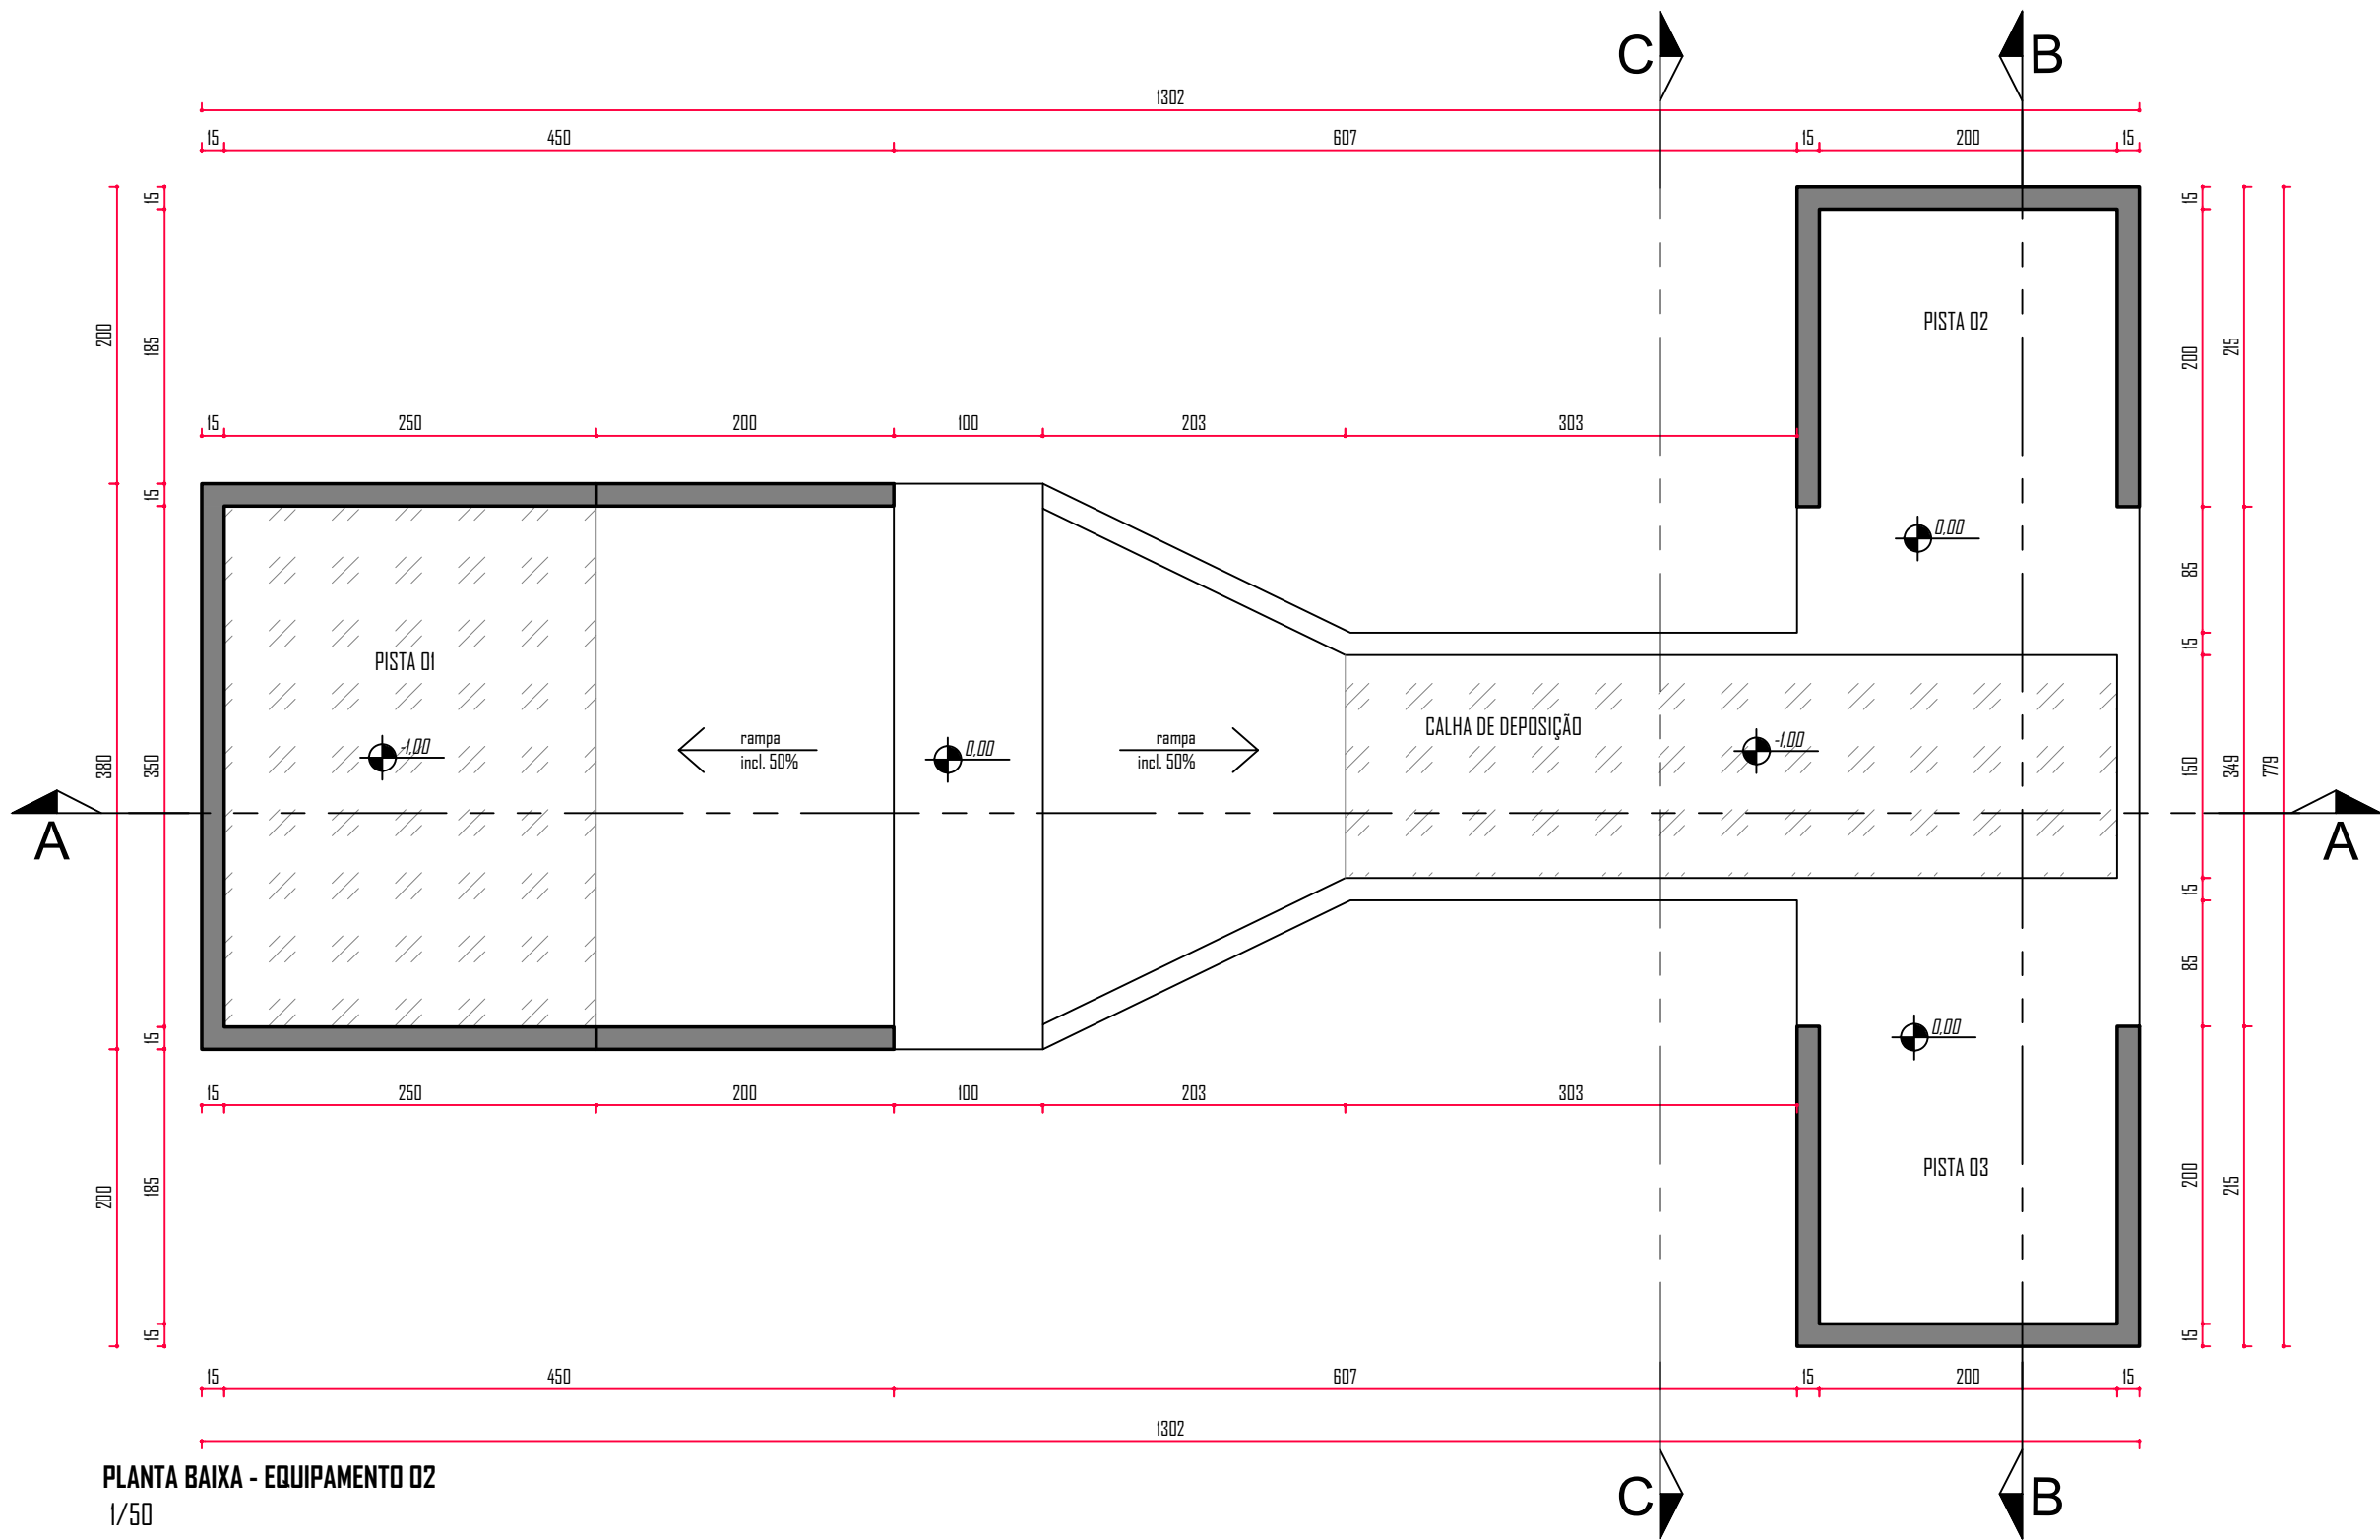 C
B
1302
15 450 607 15 200 15
15
15
200
185
PISTA 02
200
215
15 250 200 100 203 303
15
0,00
85
15
PISTA 01
CALHA DE DEPOSIÇÃO
380
350
-1,00
rampa
incl. 50%
0,00
rampa
incl. 50%
-1,00
150
349
779
A
A
15
85
15
0,00
15 250 200 100 203 303
200
185
PISTA 03
200
215
15
15
15 450 607 15 200 15
1302
PLANTA BAIXA - EQUIPAMENTO 02
1/50
C
B